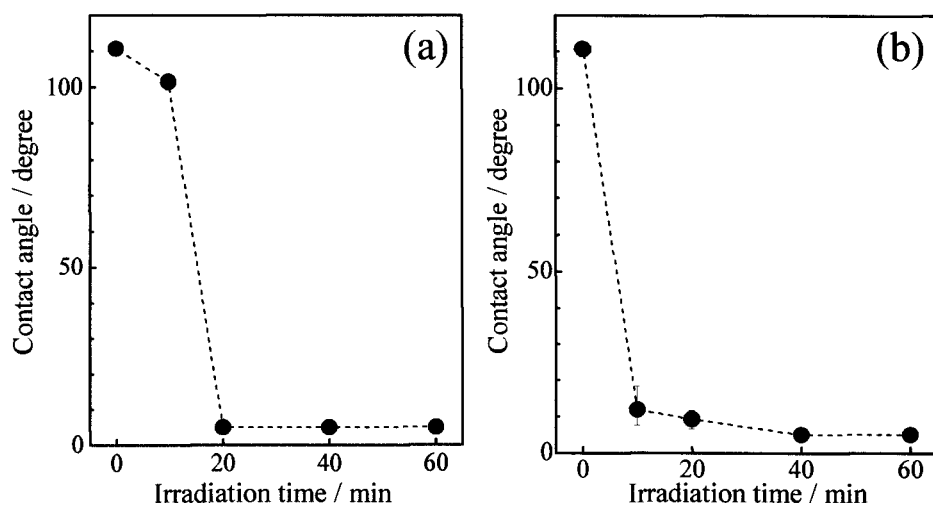 (a)
100
50
0
Contact angle / degree
0 20 40 60
Irradiation time / min
(b)
100
50
0
Contact angle / degree
0 20 40 60
Irradiation time / min